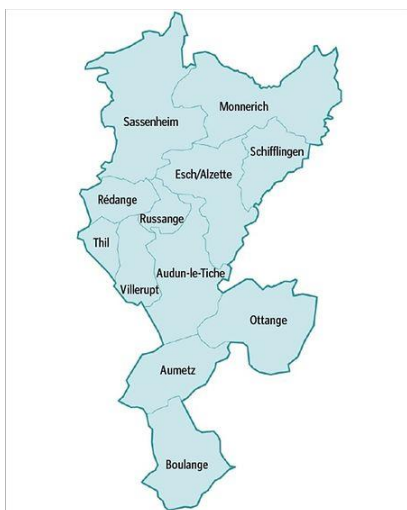 Monnerich
Sassenheim
Schifflingen
Esch/Alzette
Rédange
Russange
Thil
Audun-le-Tiche
Villerupt
Ottange
Aumetz
Boulange